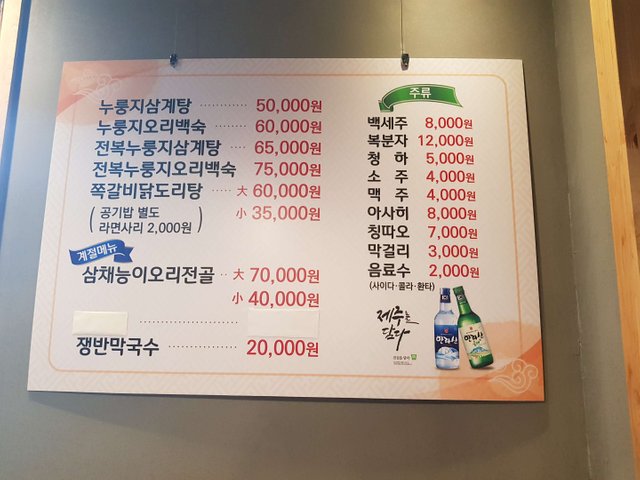 누룽지삼계탕 ········ 50,000원
누룽지오리백숙 ······ 60,000원
전복누룽지삼계탕 ···· 65,000원
전복누룽지오리백숙 75,000원
쪽갈비닭도리탕 ···· 大 60,000원
(공기밥 별도
라면사리 2,000원)
小 35,000원
계절메뉴
삼채능이오리전골 ·· 大 70,000원
小 40,000원
쟁반막국수 ········ 20,000원
주류
백세주 8,000원
복분자 12,000원
청하 5,000원
소주 4,000원
맥주 4,000원
아사히 8,000원
칭따오 7,000원
막걸리 3,000원
음료수 2,000원
(사이다·콜라·환타)
제주를
담다
한라산
한라산